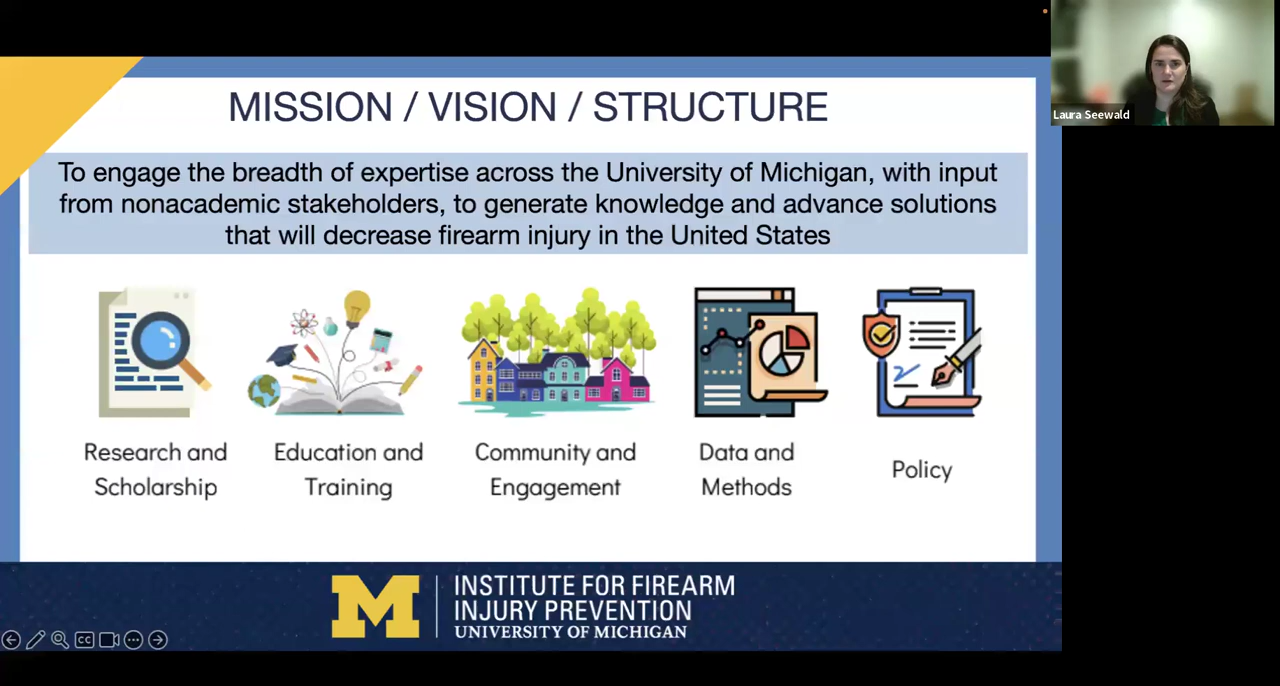 MISSION / VISION / STRUCTURE
To engage the breadth of expertise across the University of Michigan, with input
from nonacademic stakeholders, to generate knowledge and advance solutions
that will decrease firearm injury in the United States
Research and
Scholarship
Education and
Training
Community and
Engagement
Data and
Methods
Policy
M
INSTITUTE FOR FIREARM
INJURY PREVENTION
UNIVERSITY OF MICHIGAN
CC
Laura Seewald